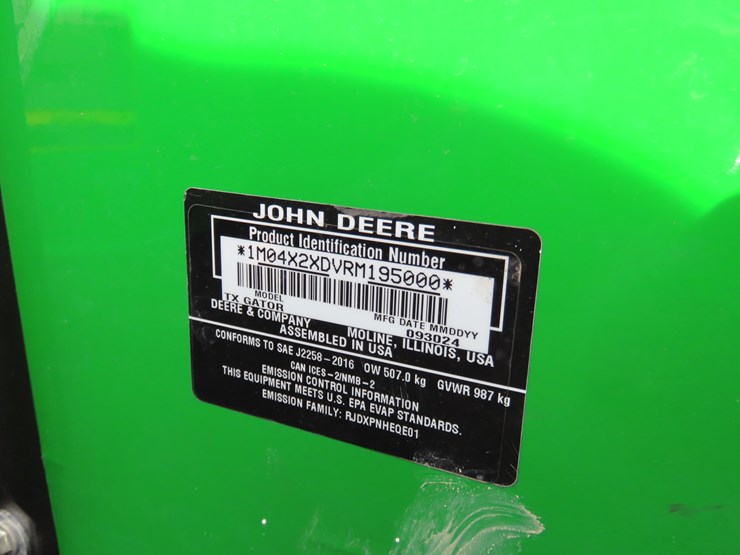 JOHN DEERE
Product Identification Number
*1M04X2XDVRM195000*
MODEL MFG DATE MMDDYY
TX GATOR 093024
DEERE & COMPANY MOLINE, ILLINOIS, USA
ASSEMBLED IN USA
CONFORMS TO SAE J2258-2016 OW 507.0 kg GVWR 987 kg
CAN ICES-2/NMB-2
EMISSION CONTROL INFORMATION
THIS EQUIPMENT MEETS U.S. EPA EVAP STANDARDS.
EMISSION FAMILY: RJDXPNHEQE01